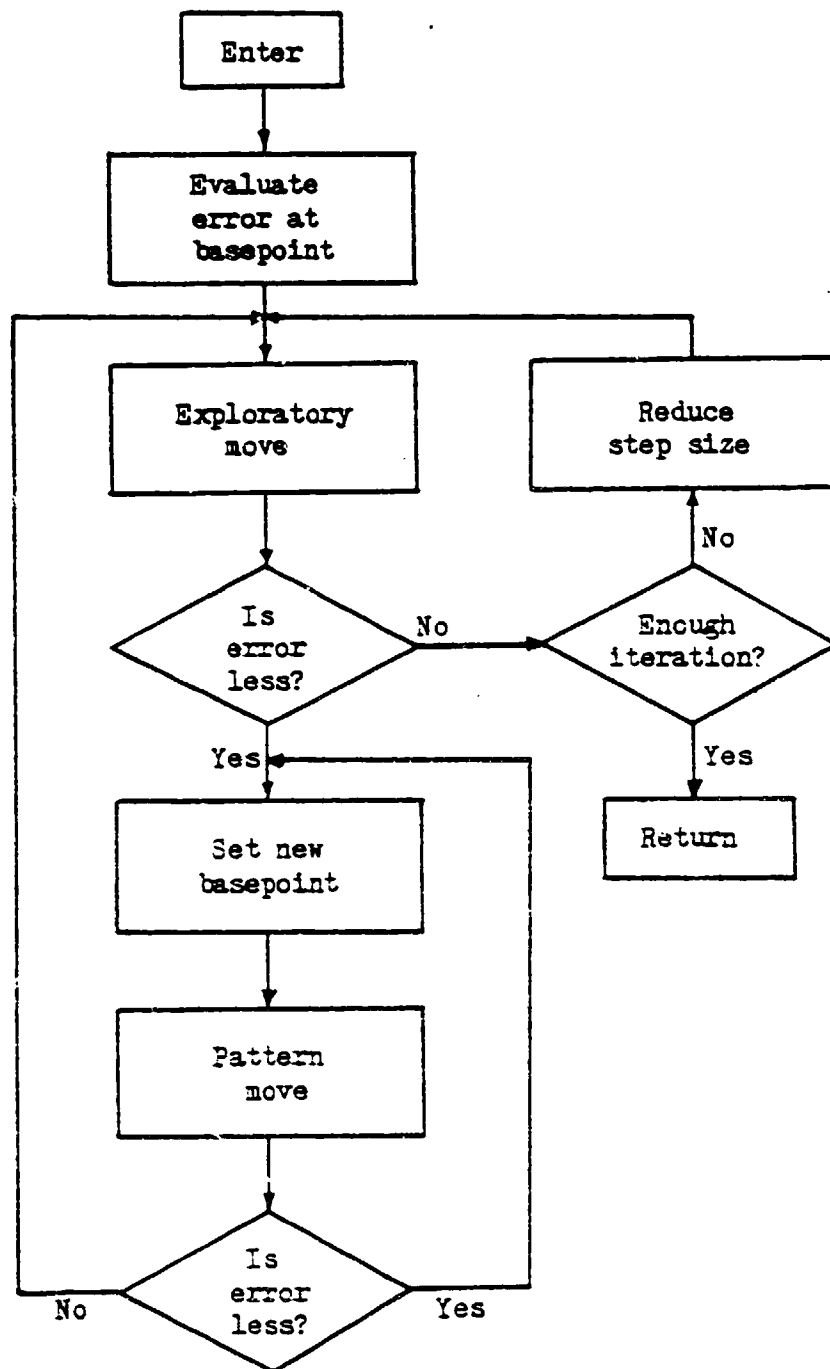 Enter
Evaluate
error at
basepoint
Exploratory
move
Reduce
step size
No
Is
error
less?
No
Enough
iteration?
Yes
Yes
Set new
basepoint
Return
Pattern
move
Is
error
less?
No
Yes